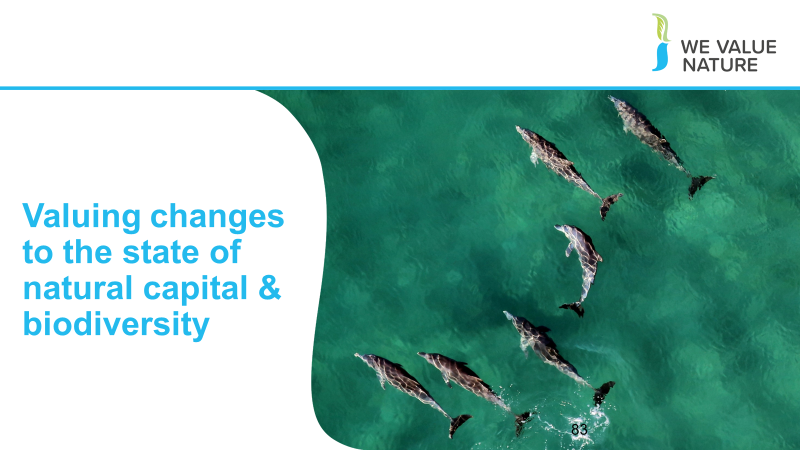 WE VALUE
NATURE
Valuing changes
to the state of
natural capital &
biodiversity
83